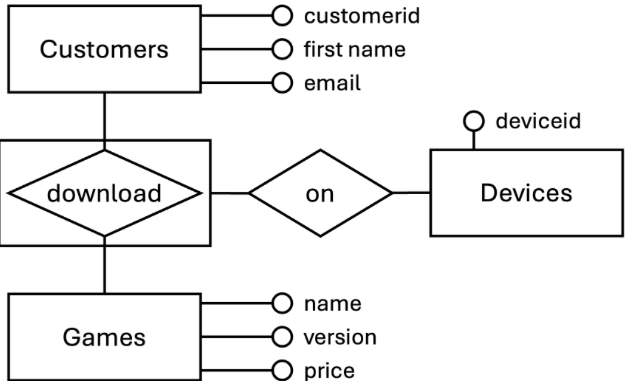 Customers
customerid
first name
email
deviceid
download
on
Devices
Games
name
version
price